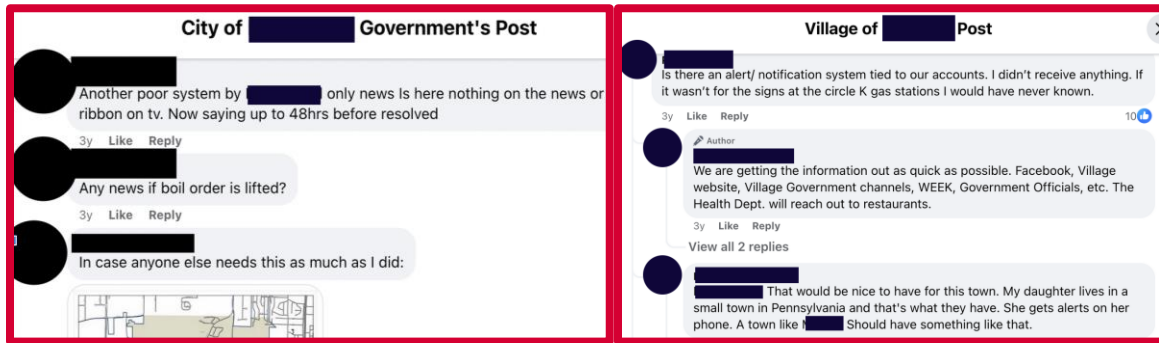 City of Government's Post
Another poor system by only news Is here nothing on the news or
ribbon on tv. Now saying up to 48hrs before resolved
3y Like Reply
Any news if boil order is lifted?
3y Like Reply
In case anyone else needs this as much as I did:
Village of Post
Is there an alert/ notification system tied to our accounts. I didn't receive anything. If
it wasn't for the signs at the circle K gas stations I would have never known.
3y Like Reply 10
Author
We are getting the information out as quick as possible. Facebook, Village
website, Village Government channels, WEEK, Government Officials, etc. The
Health Dept. will reach out to restaurants.
3y Like Reply
View all 2 replies
That would be nice to have for this town. My daughter lives in a
small town in Pennsylvania and that's what they have. She gets alerts on her
phone. A town like Should have something like that.